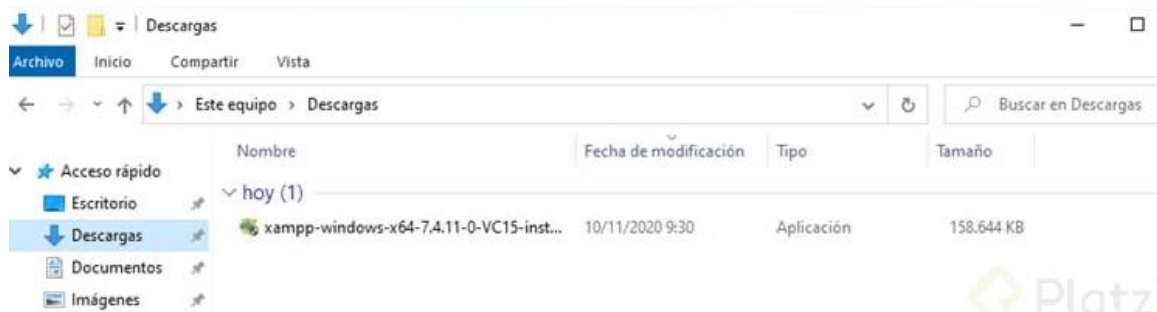 Descargas
Archivo Inicio Compartir Vista
Este equipo > Descargas Buscar en Descargas
Nombre Fecha de modificación Tipo Tamaño
Acceso rápido
hoy (1)
Escritorio
xampp-windows-x64-7.4.11-0-VC15-inst... 10/11/2020 9:30 Aplicación 158.644 KB
Descargas
Documentos
Imágenes
Platz